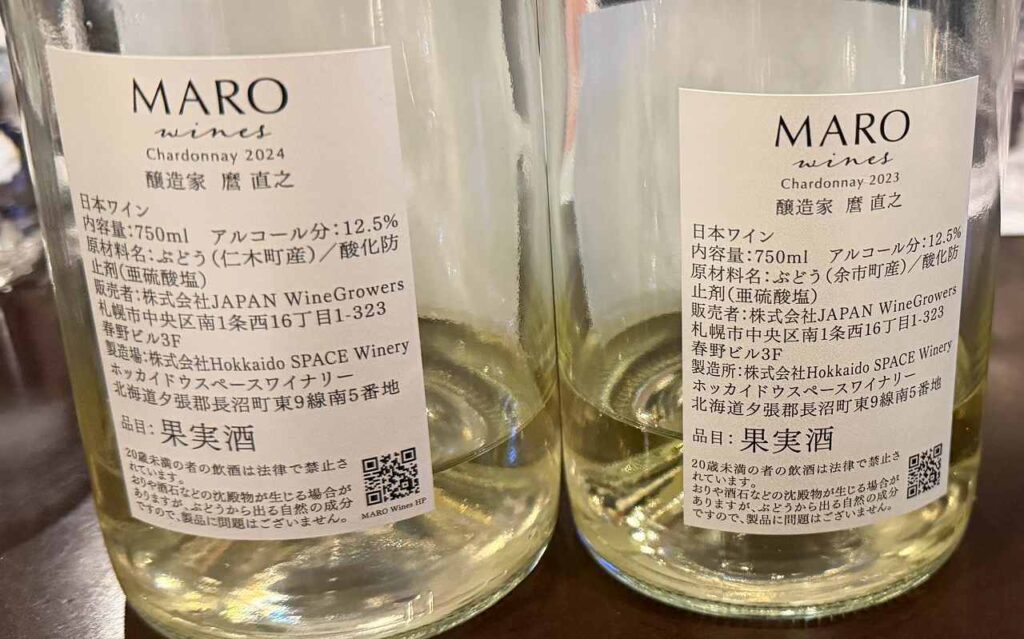 MARO
wines
Chardonnay 2024
醸造家 麿 直之
日本ワイン
内容量:750ml アルコール分:12.5%
原材料名:ぶどう(仁木町産)/酸化防
止剤(亜硫酸塩)
販売者:株式会社JAPAN WineGrowers
札幌市中央区南1条西16丁目1-323
春野ビル3F
製造場:株式会社Hokkaido SPACE Winery
ホッカイドウスペースワイナリー
北海道夕張郡長沼町東9線南5番地
品目:果実酒
20歳未満の者の飲酒は法律で禁止さ
れています。
おりや酒石などの沈殿物が生じる場合が
ありますが、ぶどうから出る自然の成分
ですので、製品に問題はございません。
MARO Wines HP
MARO
wines
Chardonnay 2023
醸造家 麿 直之
日本ワイン
内容量:750ml アルコール分:12.5%
原材料名:ぶどう(余市町産)/酸化防
止剤(亜硫酸塩)
販売者:株式会社JAPAN WineGrowers
札幌市中央区南1条西16丁目1-323
春野ビル3F
製造所:株式会社Hokkaido SPACE Winery
ホッカイドウスペースワイナリー
北海道夕張郡長沼町東9線南5番地
品目:果実酒
20歳未満の者の飲酒は法律で禁止さ
れています。
おりや酒石などの沈殿物が生じる場合が
ありますが、ぶどうから出る自然の成分
ですので、製品に問題はございません。